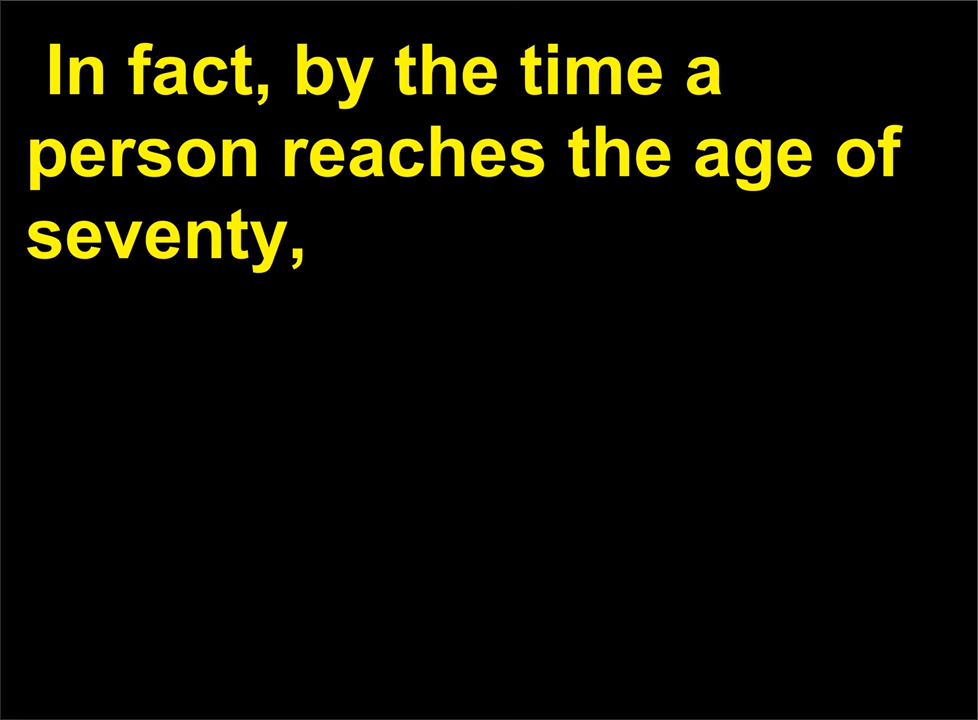 In fact, by the time a
person reaches the age of
seventy,